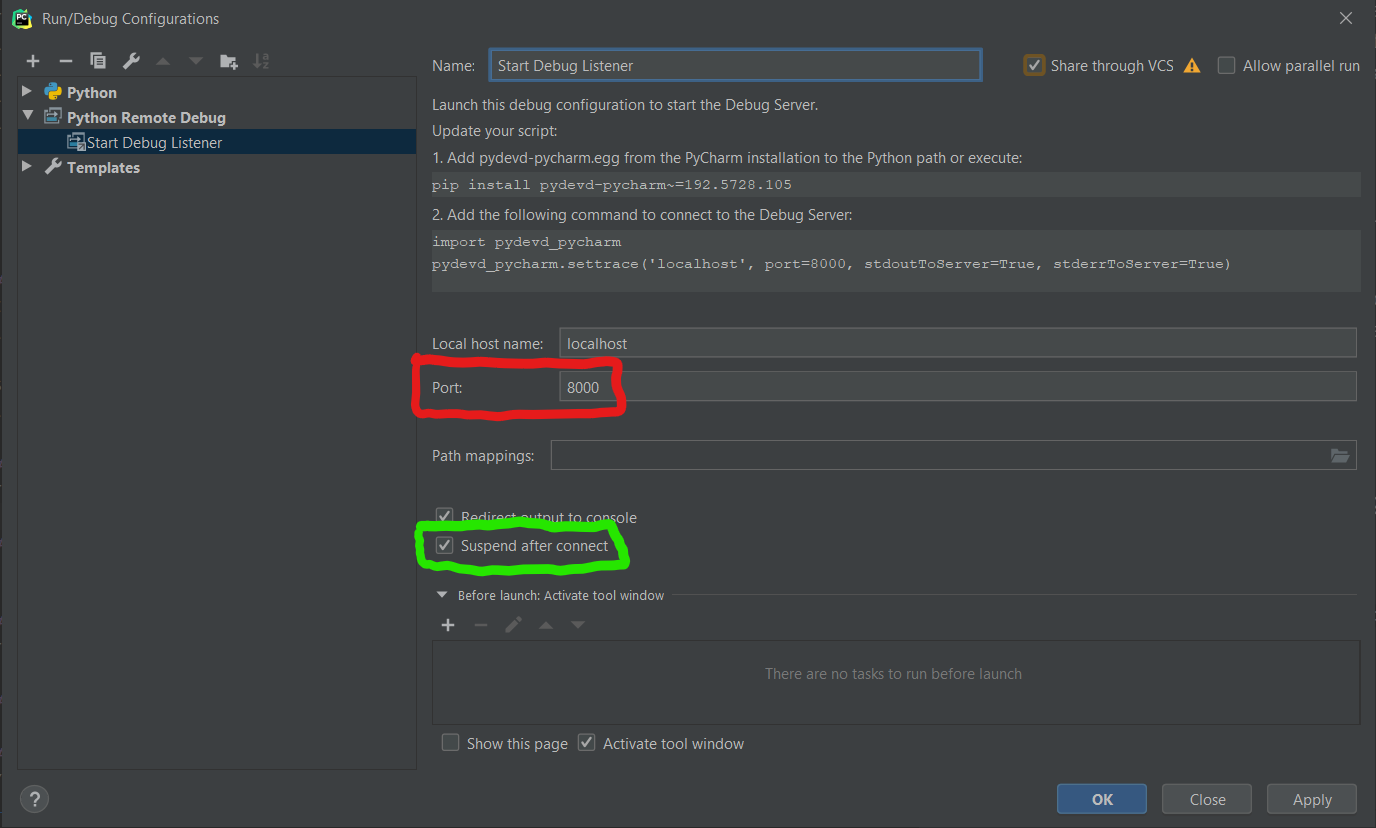 PC
Run/Debug Configurations
Name: Start Debug Listener
Share through VCS
Allow parallel run
Python
Python Remote Debug
Start Debug Listener
Templates
Launch this debug configuration to start the Debug Server.
Update your script:
1. Add pydevd-pycharm.egg from the PyCharm installation to the Python path or execute:
pip install pydevd-pycharm~=192.5728.105
2. Add the following command to connect to the Debug Server:
import pydevd_pycharm
pydevd_pycharm.settrace('localhost', port=8000, stdoutToServer=True, stderrToServer=True)
Local host name: localhost
Port: 8000
Path mappings:
Redirect output to console
Suspend after connect
Before launch: Activate tool window
There are no tasks to run before launch
Show this page
Activate tool window
?
OK
Close
Apply